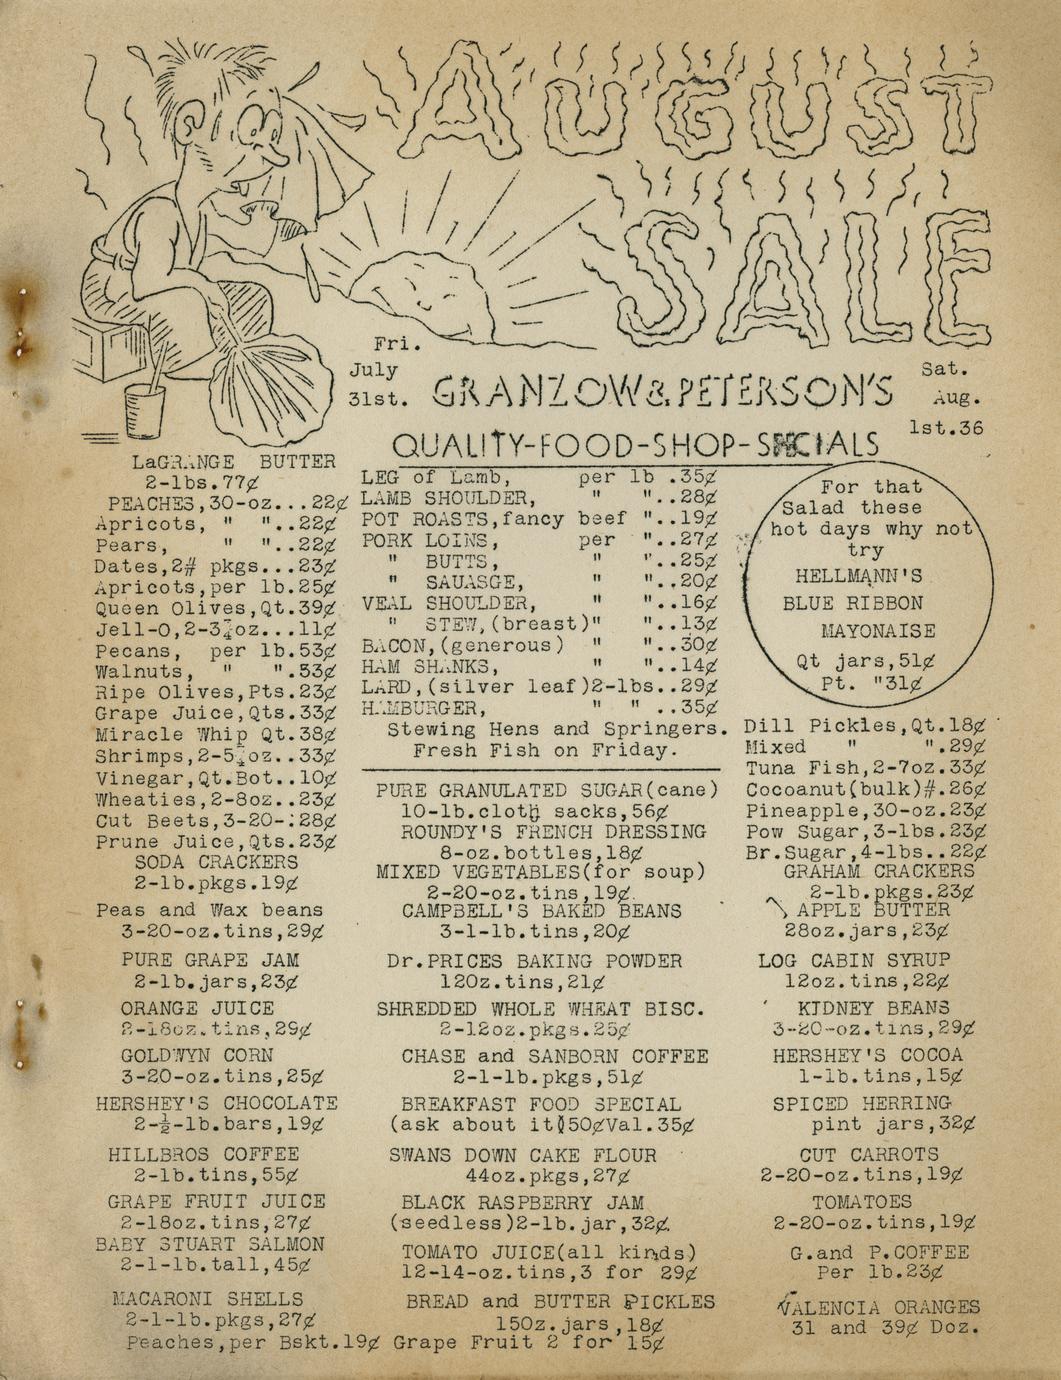 AUGUST
SALE
Fri.
July
31st.
GRANZOW & PETERSON'S
Sat.
Aug.
1st.36
QUALITY-FOOD-SHOP-SPECIALS
LaGRANGE BUTTER
2-lbs.77¢
PEACHES,30-oz...22¢
Apricots, " "..22¢
Pears, " "..22¢
Dates,2# pkgs...23¢
Apricots,per lb.25¢
Queen Olives,Qt.39¢
Jell-O,2-3¼oz...11¢
Pecans, per lb.53¢
Walnuts, " ".53¢
Ripe Olives,Pts.23¢
Grape Juice,Qts.33¢
Miracle Whip Qt.38¢
Shrimps,2-5¾oz..33¢
Vinegar,Qt.Bot..10¢
Wheaties,2-8oz..23¢
Cut Beets,3-20-:28¢
Prune Juice,Qts.23¢
SODA CRACKERS
2-lb.pkgs.19¢
Peas and Wax beans
3-20-oz.tins,29¢
PURE GRAPE JAM
2-lb.jars,23¢
ORANGE JUICE
2-18oz.tins,29¢
GOLDWYN CORN
3-20-oz.tins,25¢
HERSHEY'S CHOCOLATE
2-½-lb.bars,19¢
HILLBROS COFFEE
2-lb.tins,55¢
GRAPE FRUIT JUICE
2-18oz.tins,27¢
BABY STUART SALMON
2-1-lb.tall,45¢
MACARONI SHELLS
2-1-lb.pkgs,27¢
LEG of Lamb, per lb .35¢
LAMB SHOULDER, " "..28¢
POT ROASTS,fancy beef "..19¢
PORK LOINS, per "..27¢
" BUTTS, " "..25¢
" SAUASGE, " "..20¢
VEAL SHOULDER, " "..16¢
" STEW,(breast)" "..13¢
BACON,(generous) " "..30¢
HAM SHANKS, " "..14¢
LARD,(silver leaf)2-lbs..29¢
HAMBURGER, " " ..35¢
Stewing Hens and Springers.
Fresh Fish on Friday.
PURE GRANULATED SUGAR(cane)
10-lb.cloth sacks,56¢
ROUNDY'S FRENCH DRESSING
8-oz.bottles,18¢
MIXED VEGETABLES(for soup)
2-20-oz.tins,19¢.
CAMPBELL'S BAKED BEANS
3-1-lb.tins,20¢
Dr.PRICES BAKING POWDER
12Oz.tins,21¢
SHREDDED WHOLE WHEAT BISC.
2-12oz.pkgs.25¢
CHASE and SANBORN COFFEE
2-1-lb.pkgs,51¢
BREAKFAST FOOD SPECIAL
(ask about it)50¢Val.35¢
SWANS DOWN CAKE FLOUR
44oz.pkgs,27¢
BLACK RASPBERRY JAM
(seedless)2-lb.jar,32¢.
TOMATO JUICE(all kinds)
12-14-oz.tins,3 for 29¢
BREAD and BUTTER PICKLES
15Oz.jars,18¢
For that
Salad these
hot days why not
try
HELLMANN'S
BLUE RIBBON
MAYONAISE
Qt jars,51¢
Pt. "31¢
Dill Pickles,Qt.18¢
Mixed " ".29¢
Tuna Fish,2-7oz.33¢
Cocoanut(bulk)#.26¢
Pineapple,30-oz.23¢
Pow Sugar,3-lbs.23¢
Br.Sugar,4-lbs..22¢
GRAHAM CRACKERS
2-lb.pkgs.23¢
APPLE BUTTER
28oz.jars,23¢
LOG CABIN SYRUP
12oz.tins,22¢
KIDNEY BEANS
3-20-oz.tins,29¢
HERSHEY'S COCOA
1-lb.tins,15¢
SPICED HERRING
pint jars,32¢
CUT CARROTS
2-20-oz.tins,19¢
TOMATOES
2-20-oz.tins,19¢
G.and P.COFFEE
Per lb.23¢
VALENCIA ORANGES
31 and 39¢ Doz.
Peaches,per Bskt.19¢ Grape Fruit 2 for 15¢